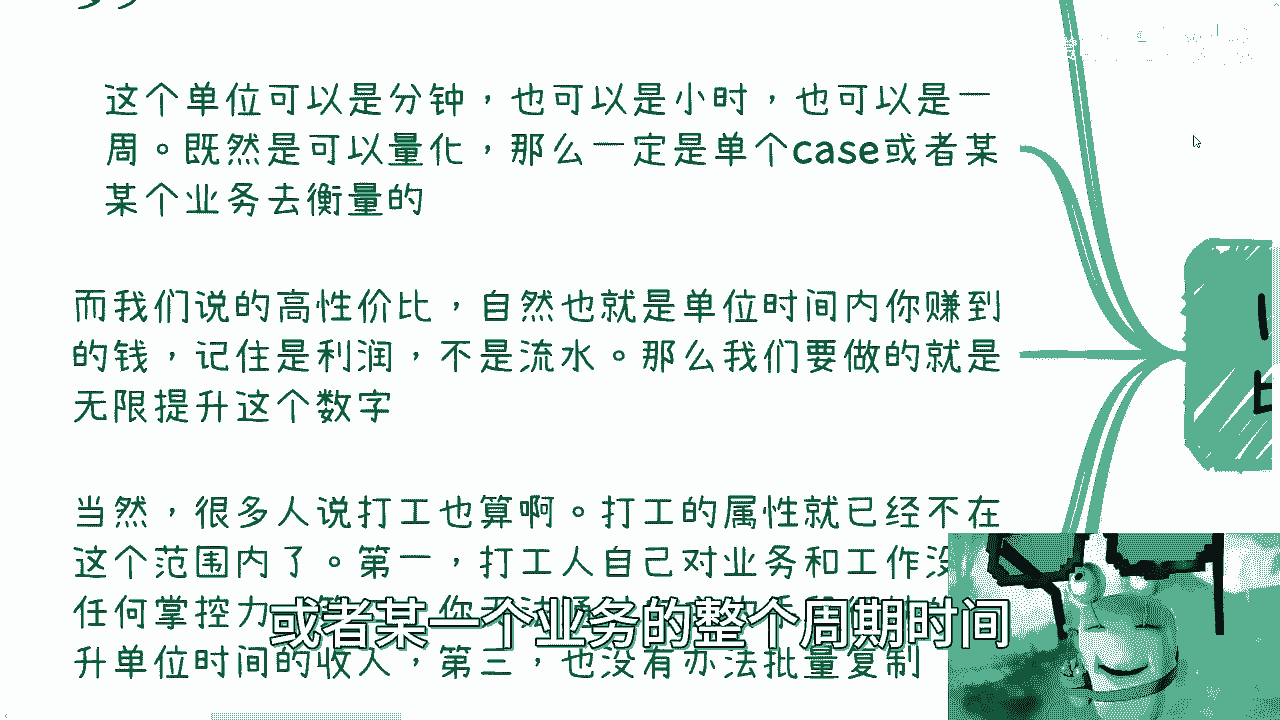 这个单位可以是分钟，也可以是小时，也可以是一
周。既然是可以量化，那么一定是单个case或者某
某个业务去衡量的
而我们说的高性价比，自然也就是单位时间内你赚到
的钱，记住是利润，不是流水。那么我们要做的就是
无限提升这个数字
当然，很多人说打工也算啊。打工的属性就已经不在
这个范围内了。第一，打工人自己对业务和工作没
任何掌控力
升单位时间的收入，第三，也没有办法批量复制
或者某一个业务的整个周期时间